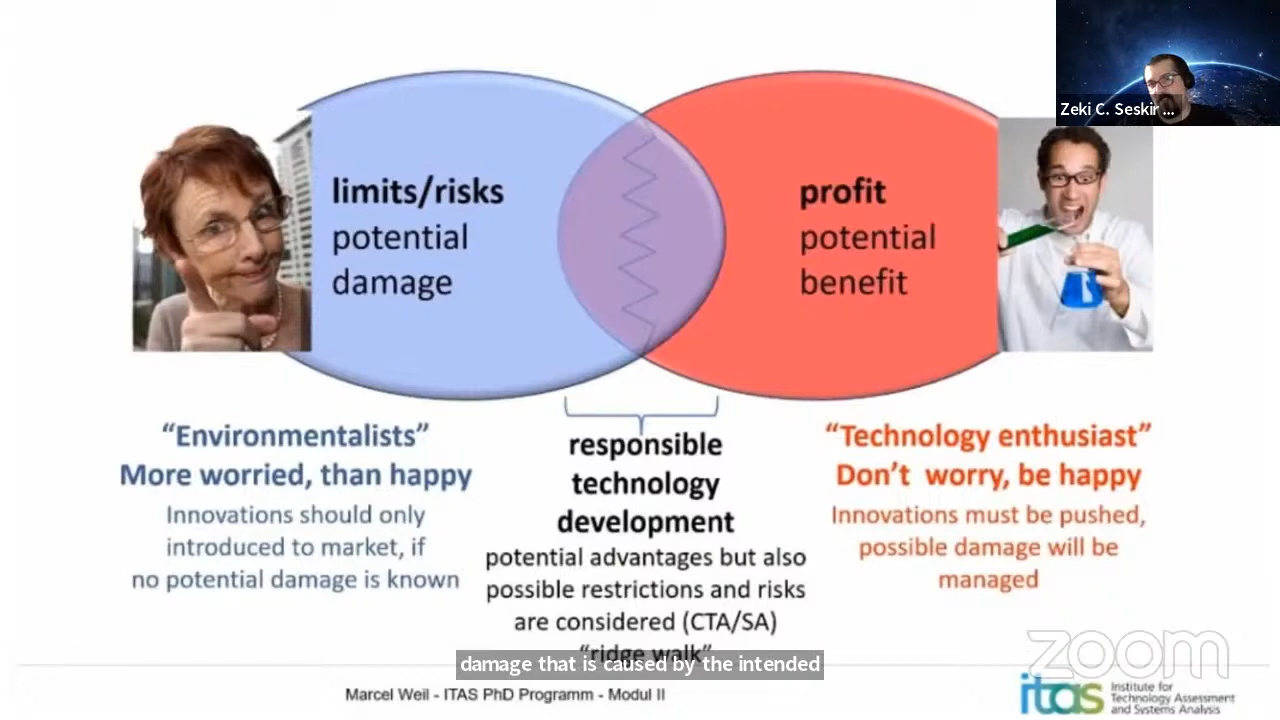 Zeki C. Seskir ...
limits/risks
potential
damage
profit
potential
benefit
"Environmentalists"
More worried, than happy
Innovations should only
introduced to market, if
no potential damage is known
responsible
technology
development
potential advantages but also
possible restrictions and risks
are considered (CTA/SA)
"ridge walk"
"Technology enthusiast"
Don't worry, be happy
Innovations must be pushed,
possible damage will be
managed
damage that is caused by the intended
zoom
Marcel Weil - ITAS PhD Programm - Modul II
itas
Institute for
Technology Assessment
and Systems Analysis